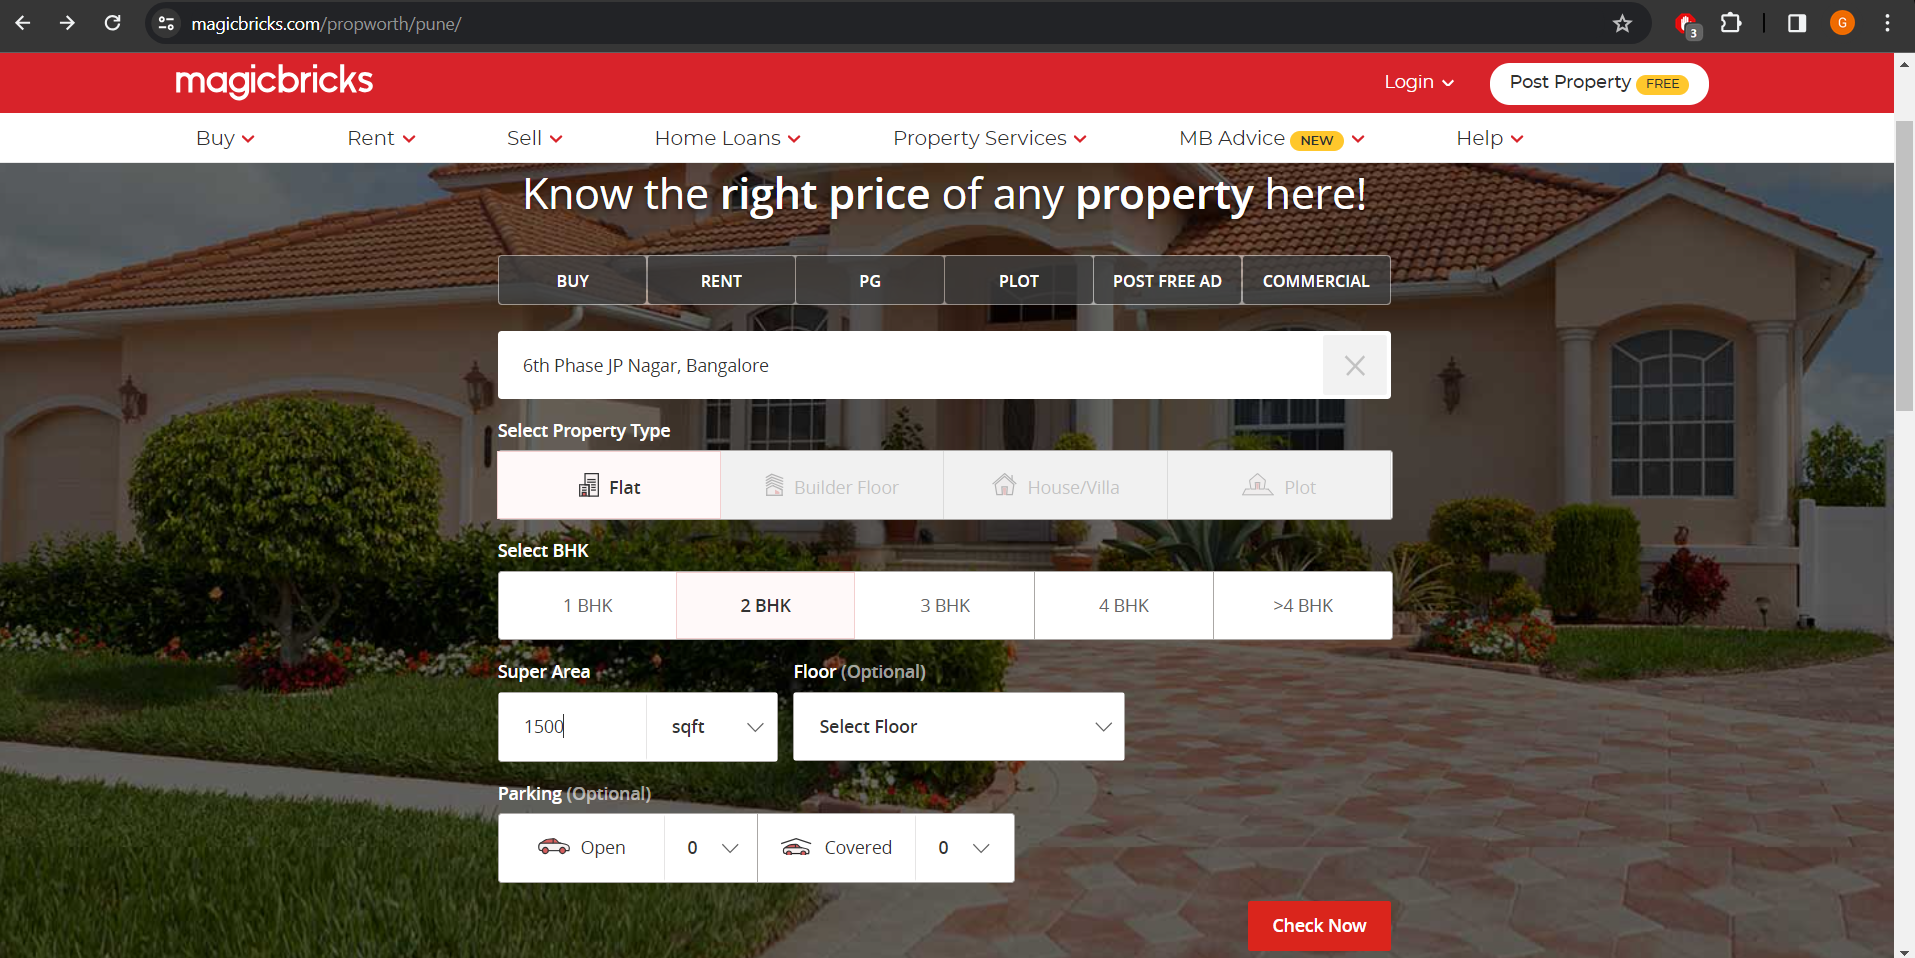 magicbricks.com/propworth/pune/
3
G
magicbricks
Login
Post Property FREE
Buy
Rent
Sell
Home Loans
Property Services
MB Advice NEW
Help
Know the right price of any property here!
BUY
RENT
PG
PLOT
POST FREE AD
COMMERCIAL
6th Phase JP Nagar, Bangalore
Select Property Type
Flat
Builder Floor
House/Villa
Plot
Select BHK
1 BHK
2 BHK
3 BHK
4 BHK
>4 BHK
Super Area
Floor (Optional)
1500
sqft
Select Floor
Parking (Optional)
Open
0
Covered
0
Check Now